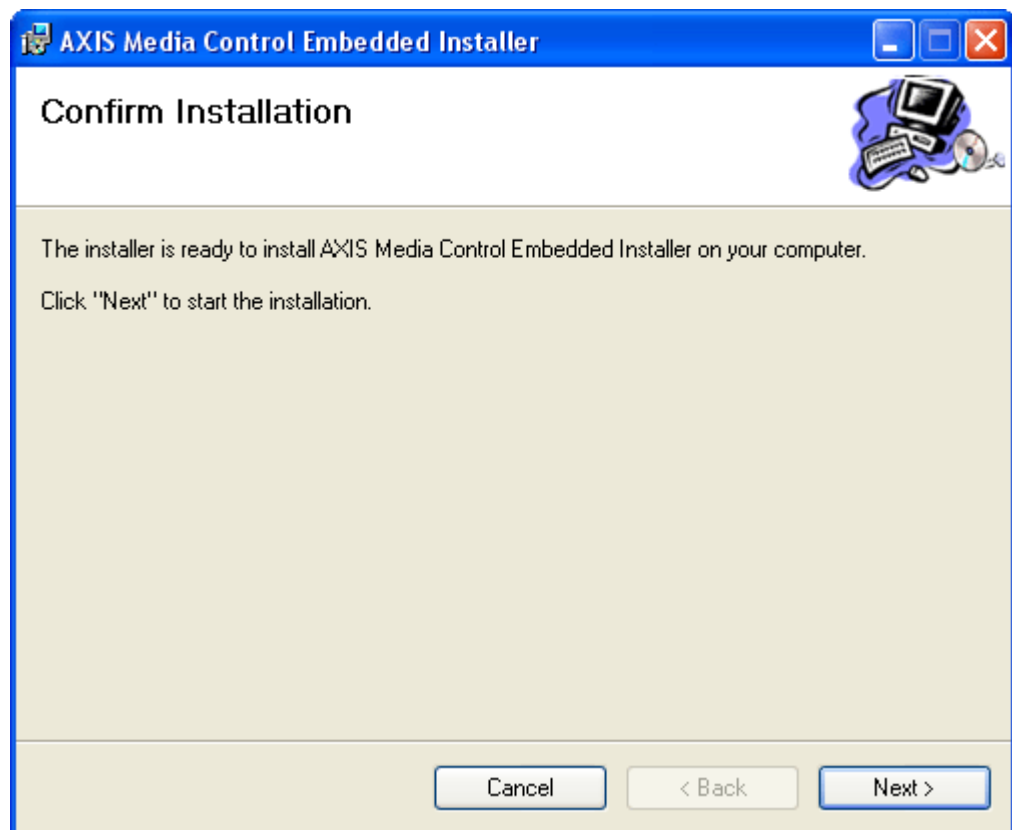 AXIS Media Control Embedded Installer
Confirm Installation
The installer is ready to install AXIS Media Control Embedded Installer on your computer.
Click "Next" to start the installation.
Cancel
< Back
Next >